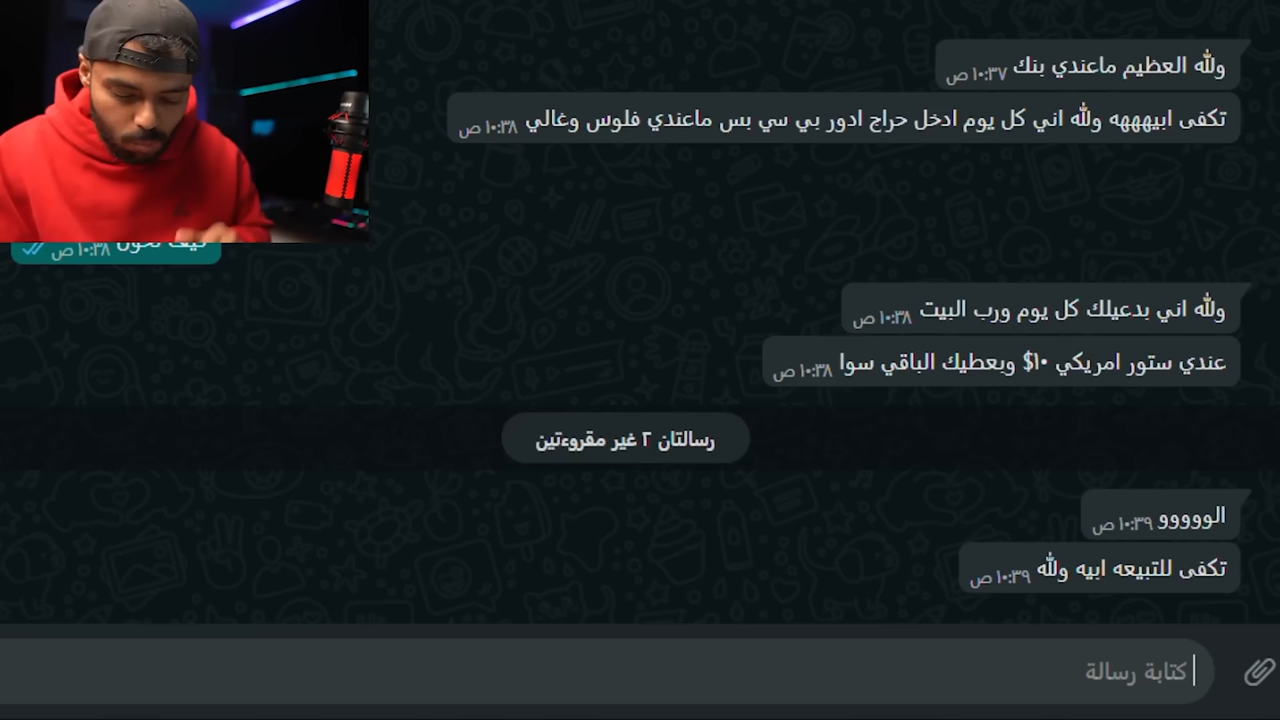 والله العظيم ماعندي بنك ١٠:٣٧ ص
تكفى ابيهههه والله اني كل يوم ادخل حراج ادور بي سي بس ماعندي فلوس وغالي ١٠:٣٨ ص
١٠:٣٨ ص
والله اني بدعيلك كل يوم ورب البيت ١٠:٣٨ ص
عندي ستور امريكي ١٠$ وبعطيك الباقي سوا ١٠:٣٨ ص
رسالتان ٢ غير مقروءتين
الووووو ١٠:٣٩ ص
تكفى للتبيعه ابيه والله ١٠:٣٩ ص
كتابة رسالة